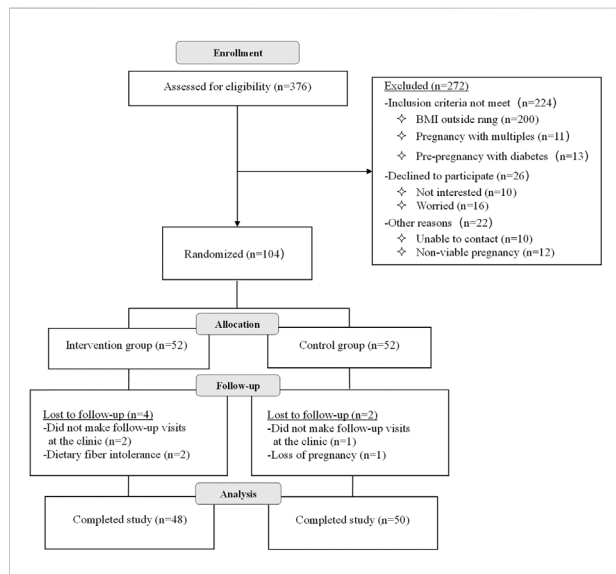 Enrollment
Assessed for eligibility (n=376)
Excluded (n=272)
-Inclusion criteria not meet (n=224)
✧ BMI outside rang (n=200)
✧ Pregnancy with multiples (n=11)
✧ Pre-pregnancy with diabetes (n=13)
-Declined to participate (n=26)
✧ Not interested (n=10)
✧ Worried (n=16)
-Other reasons (n=22)
✧ Unable to contact (n=10)
✧ Non-viable pregnancy (n=12)
Randomized (n=104)
Allocation
Intervention group (n=52)
Control group (n=52)
Follow-up
Lost to follow-up (n=4)
-Did not make follow-up visits
at the clinic (n=2)
-Dietary fiber intolerance (n=2)
Lost to follow-up (n=2)
-Did not make follow-up visits
at the clinic (n=1)
-Loss of pregnancy (n=1)
Analysis
Completed study (n=48)
Completed study (n=50)